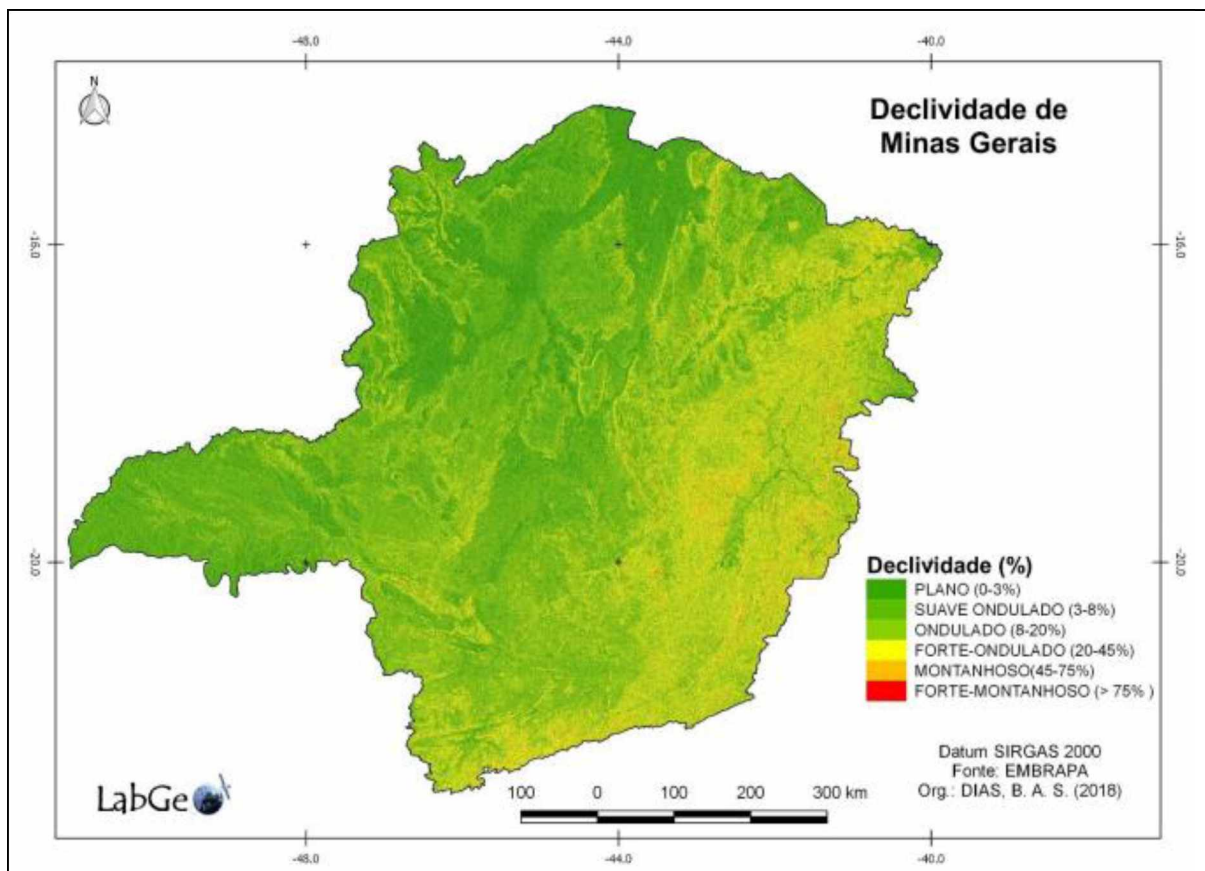 -48.0
-44.0
-40.0
N
Declividade de
Minas Gerais
-16.0
-16.0
-20.0
-20.0
Declividade (%)
PLANO (0-3%)
SUAVE ONDULADO (3-8%)
ONDULADO (8-20%)
FORTE-ONDULADO (20-45%)
MONTANHOSO(45-75%)
FORTE-MONTANHOSO (> 75% )
Datum SIRGAS 2000
Fonte: EMBRAPA
Org.: DIAS, B. A. S. (2018)
LabGe
100 0 100 200 300 km
-48.0
-44.0
-40.0